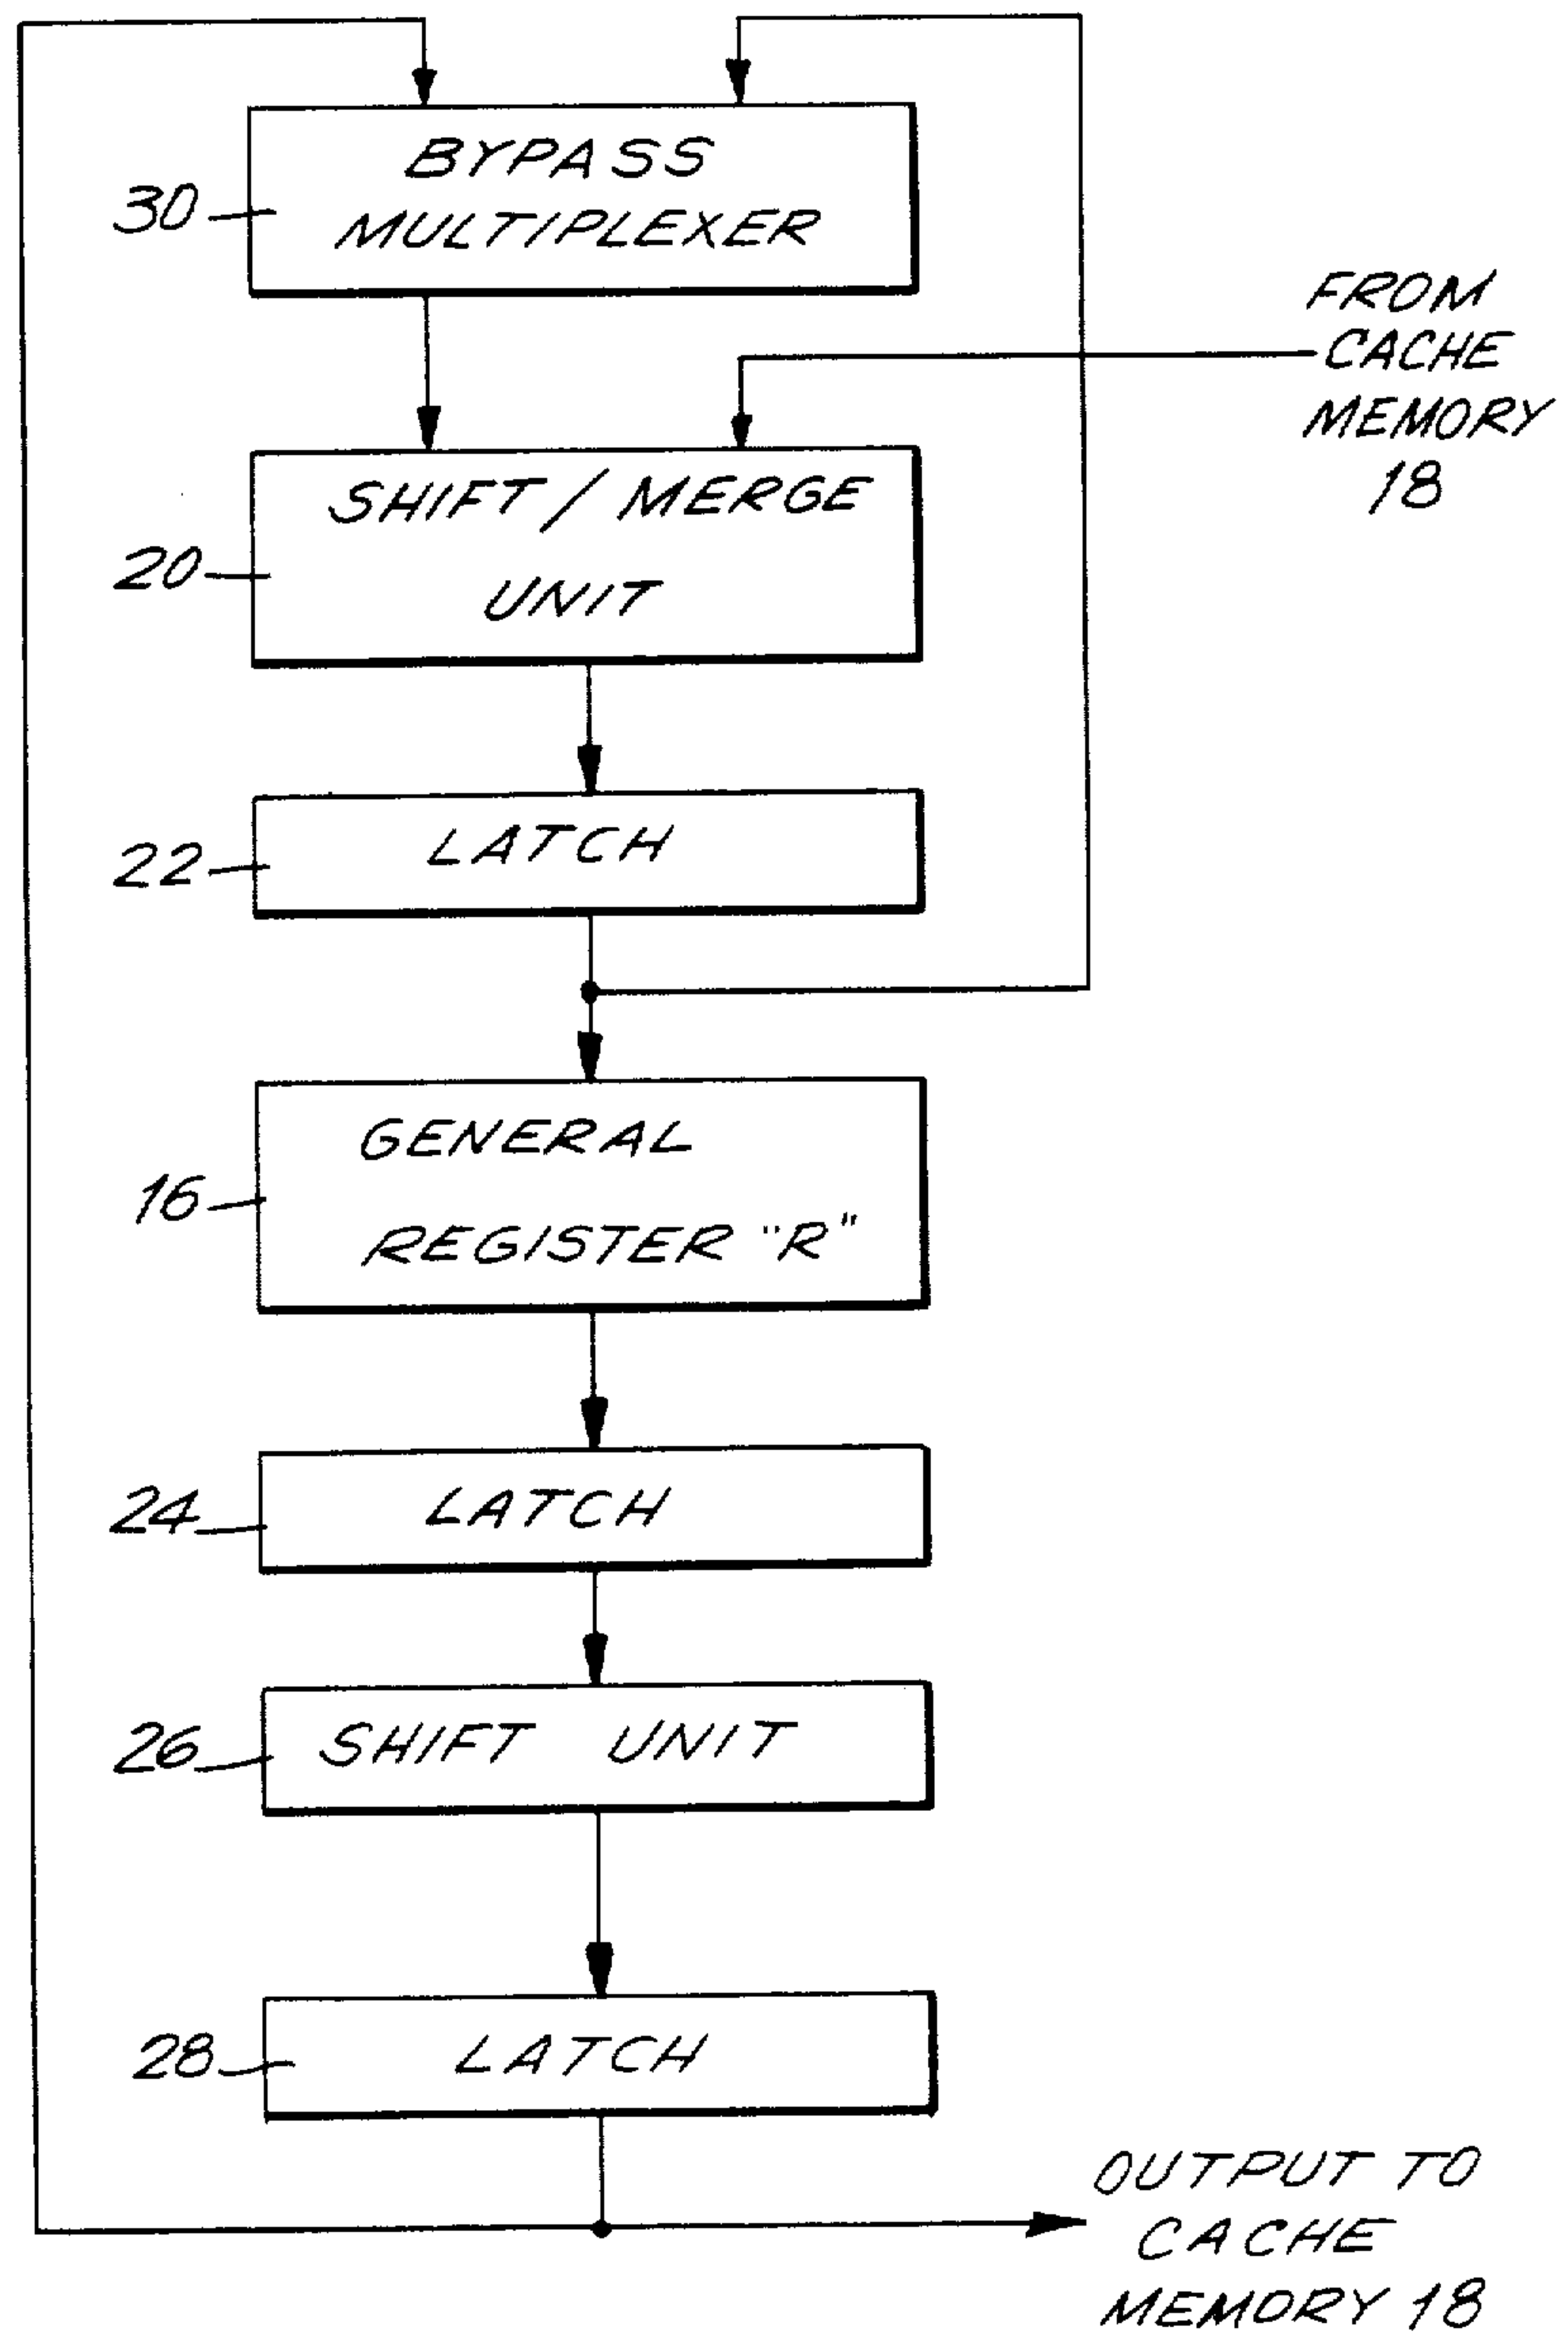 BYPASS
MULTIPLEXER
30
FROM
CACHE
MEMORY
18
SHIFT / MERGE
UNIT
20
LATCH
22
GENERAL
REGISTER "R"
16
LATCH
24
SHIFT UNIT
26
LATCH
28
OUTPUT TO
CACHE
MEMORY 18